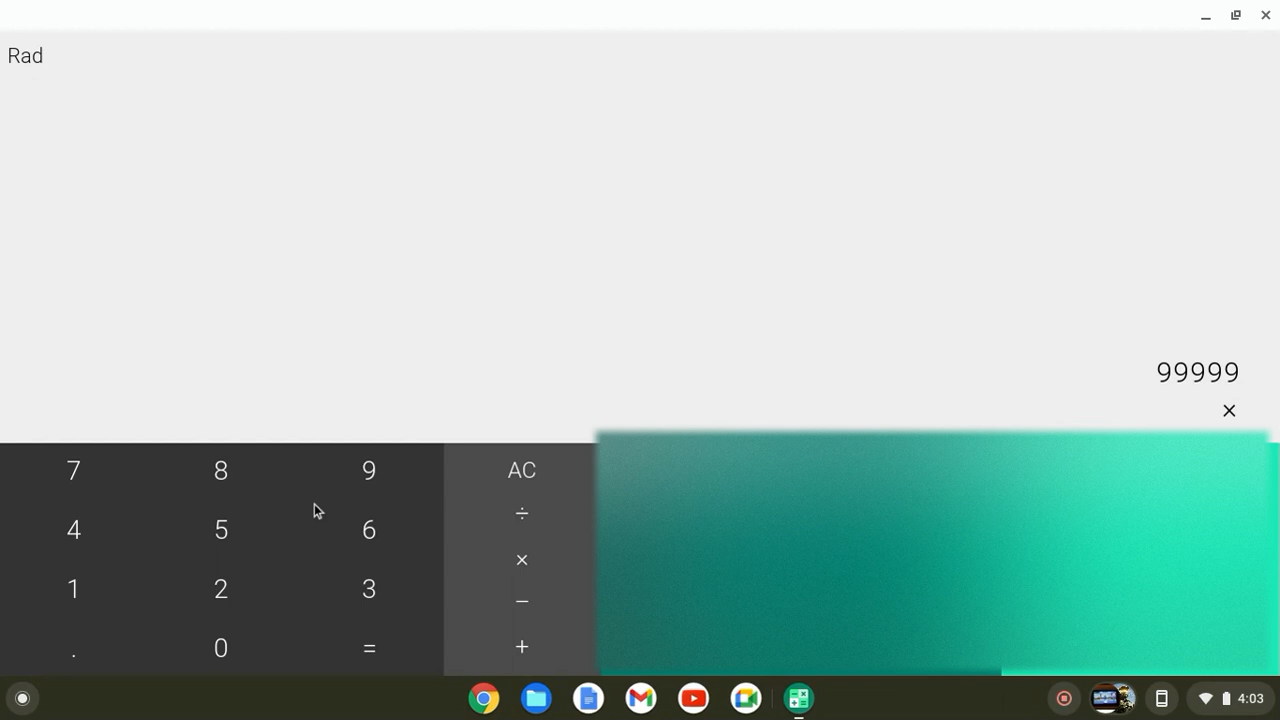 Rad
99999
×
7 8 9 AC
÷
4 5 6
×
1 2 3
−
. 0 = +
4:03